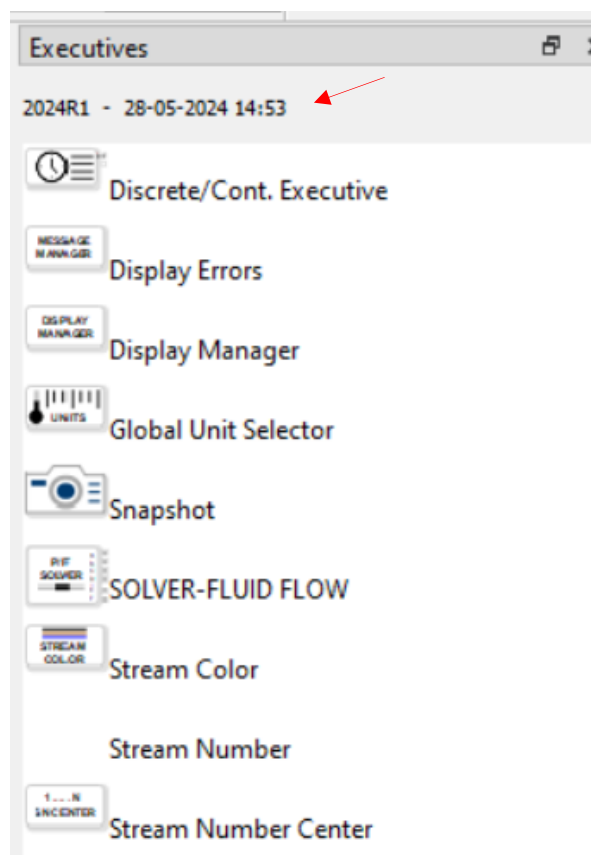 Executives
2024R1 - 28-05-2024 14:53
Discrete/Cont. Executive
MESSAGE
MANAGER
Display Errors
DISPLAY
MANAGER
Display Manager
UNITS
Global Unit Selector
Snapshot
P/F
SOLVER
SOLVER-FLUID FLOW
STREAM
COLOR
Stream Color
Stream Number
1....N
SNCENTER
Stream Number Center